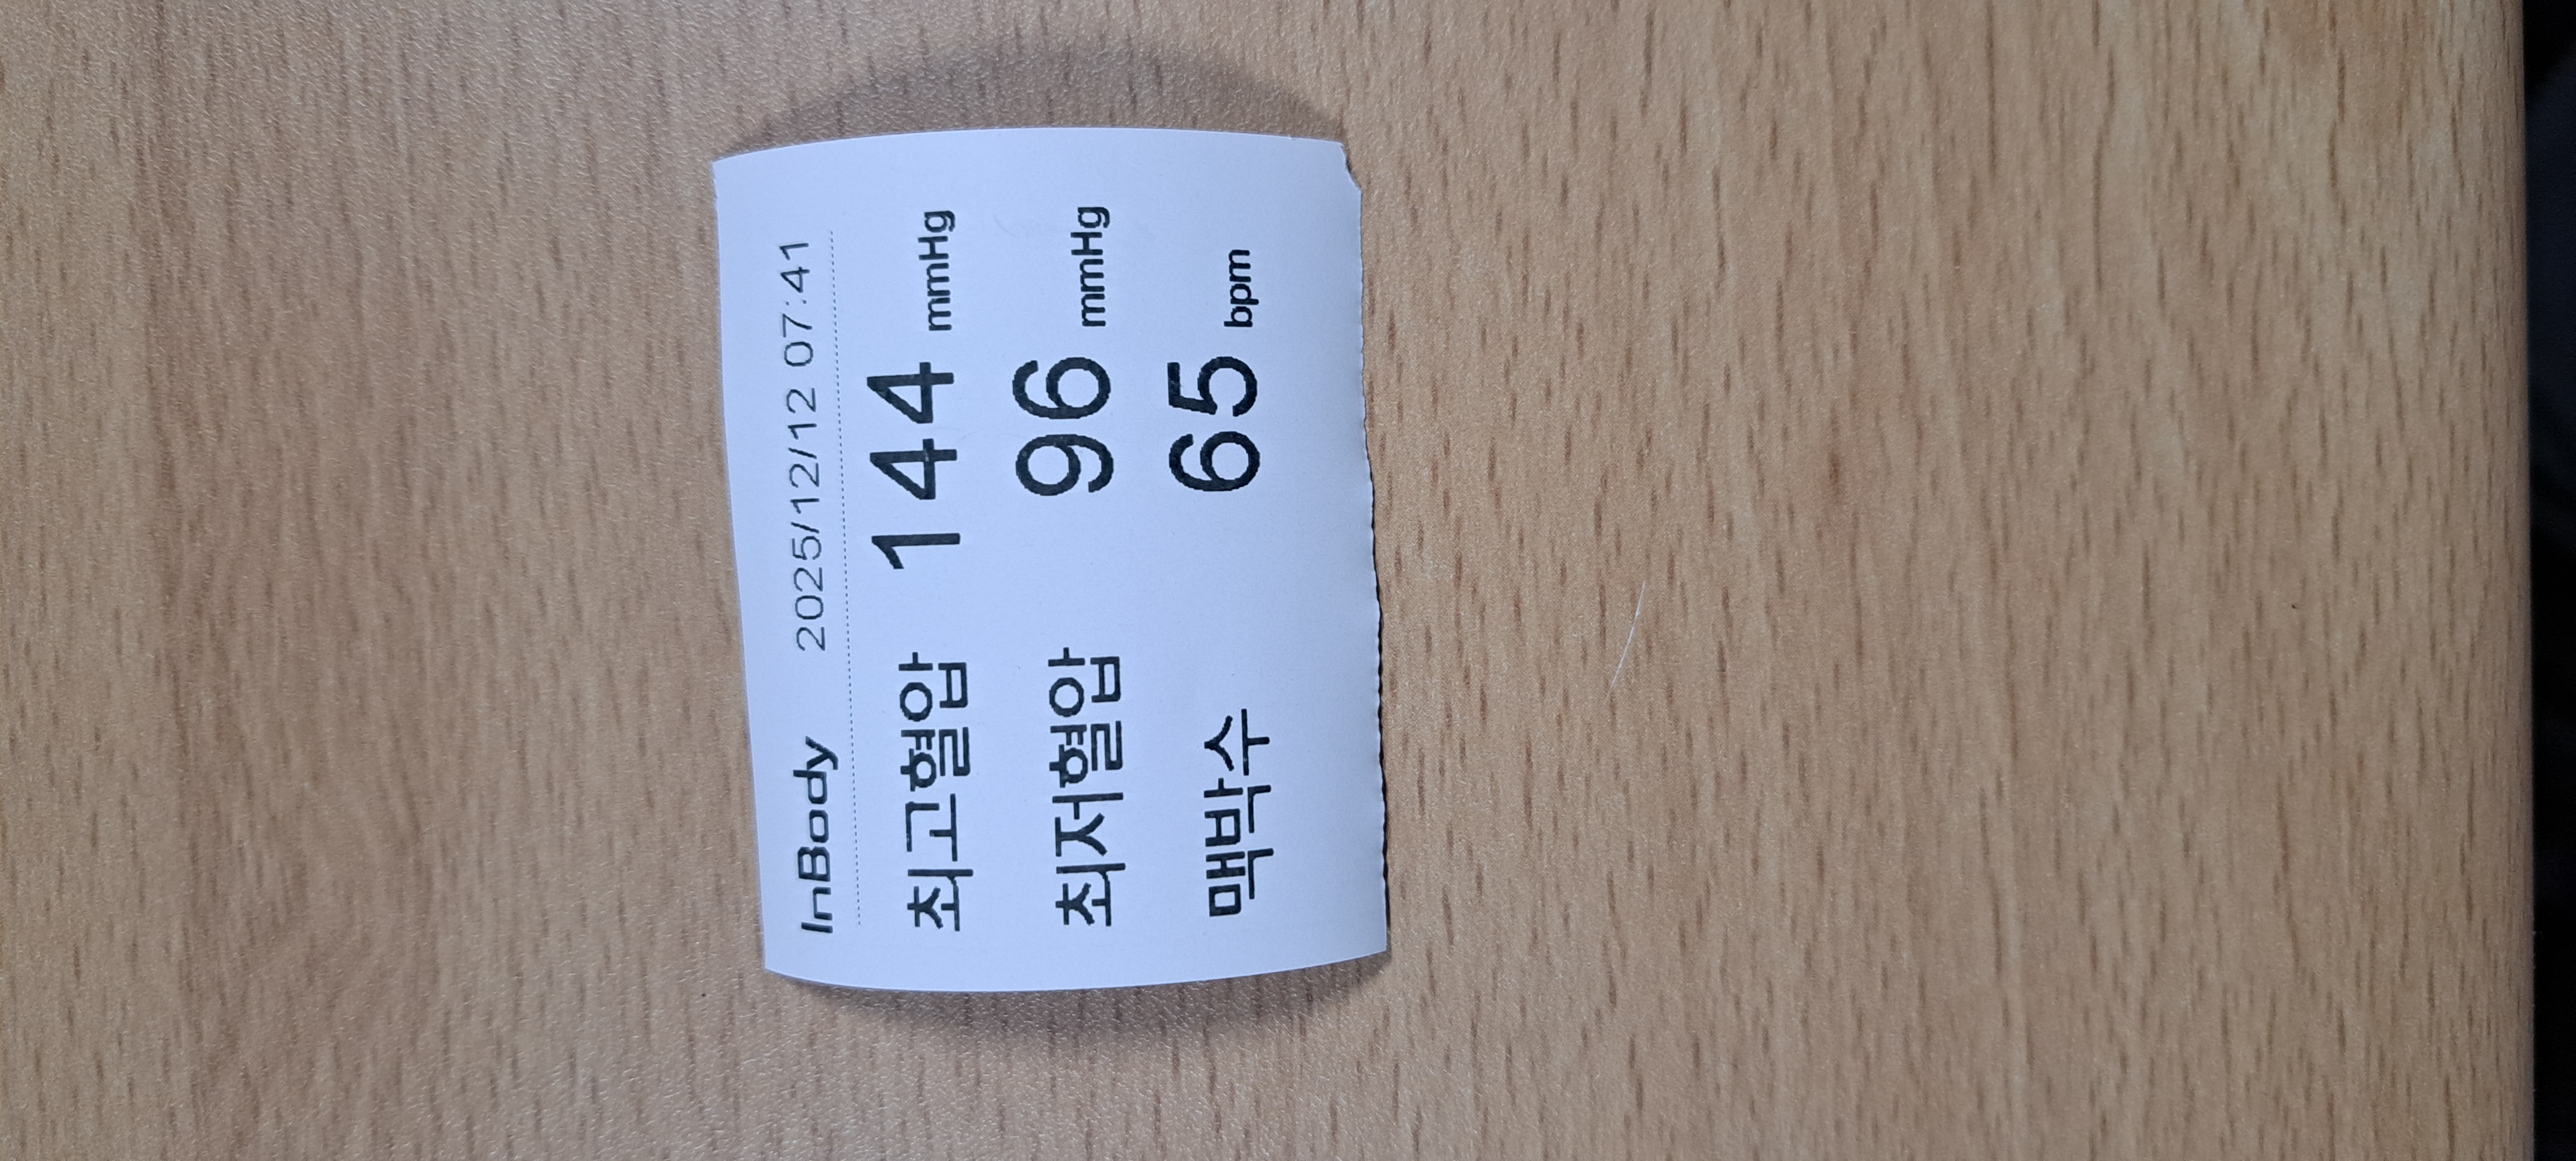 InBody 2025/12/12 07:41
최고혈압 144 mmHg
최저혈압 96 mmHg
맥박수 65 bpm